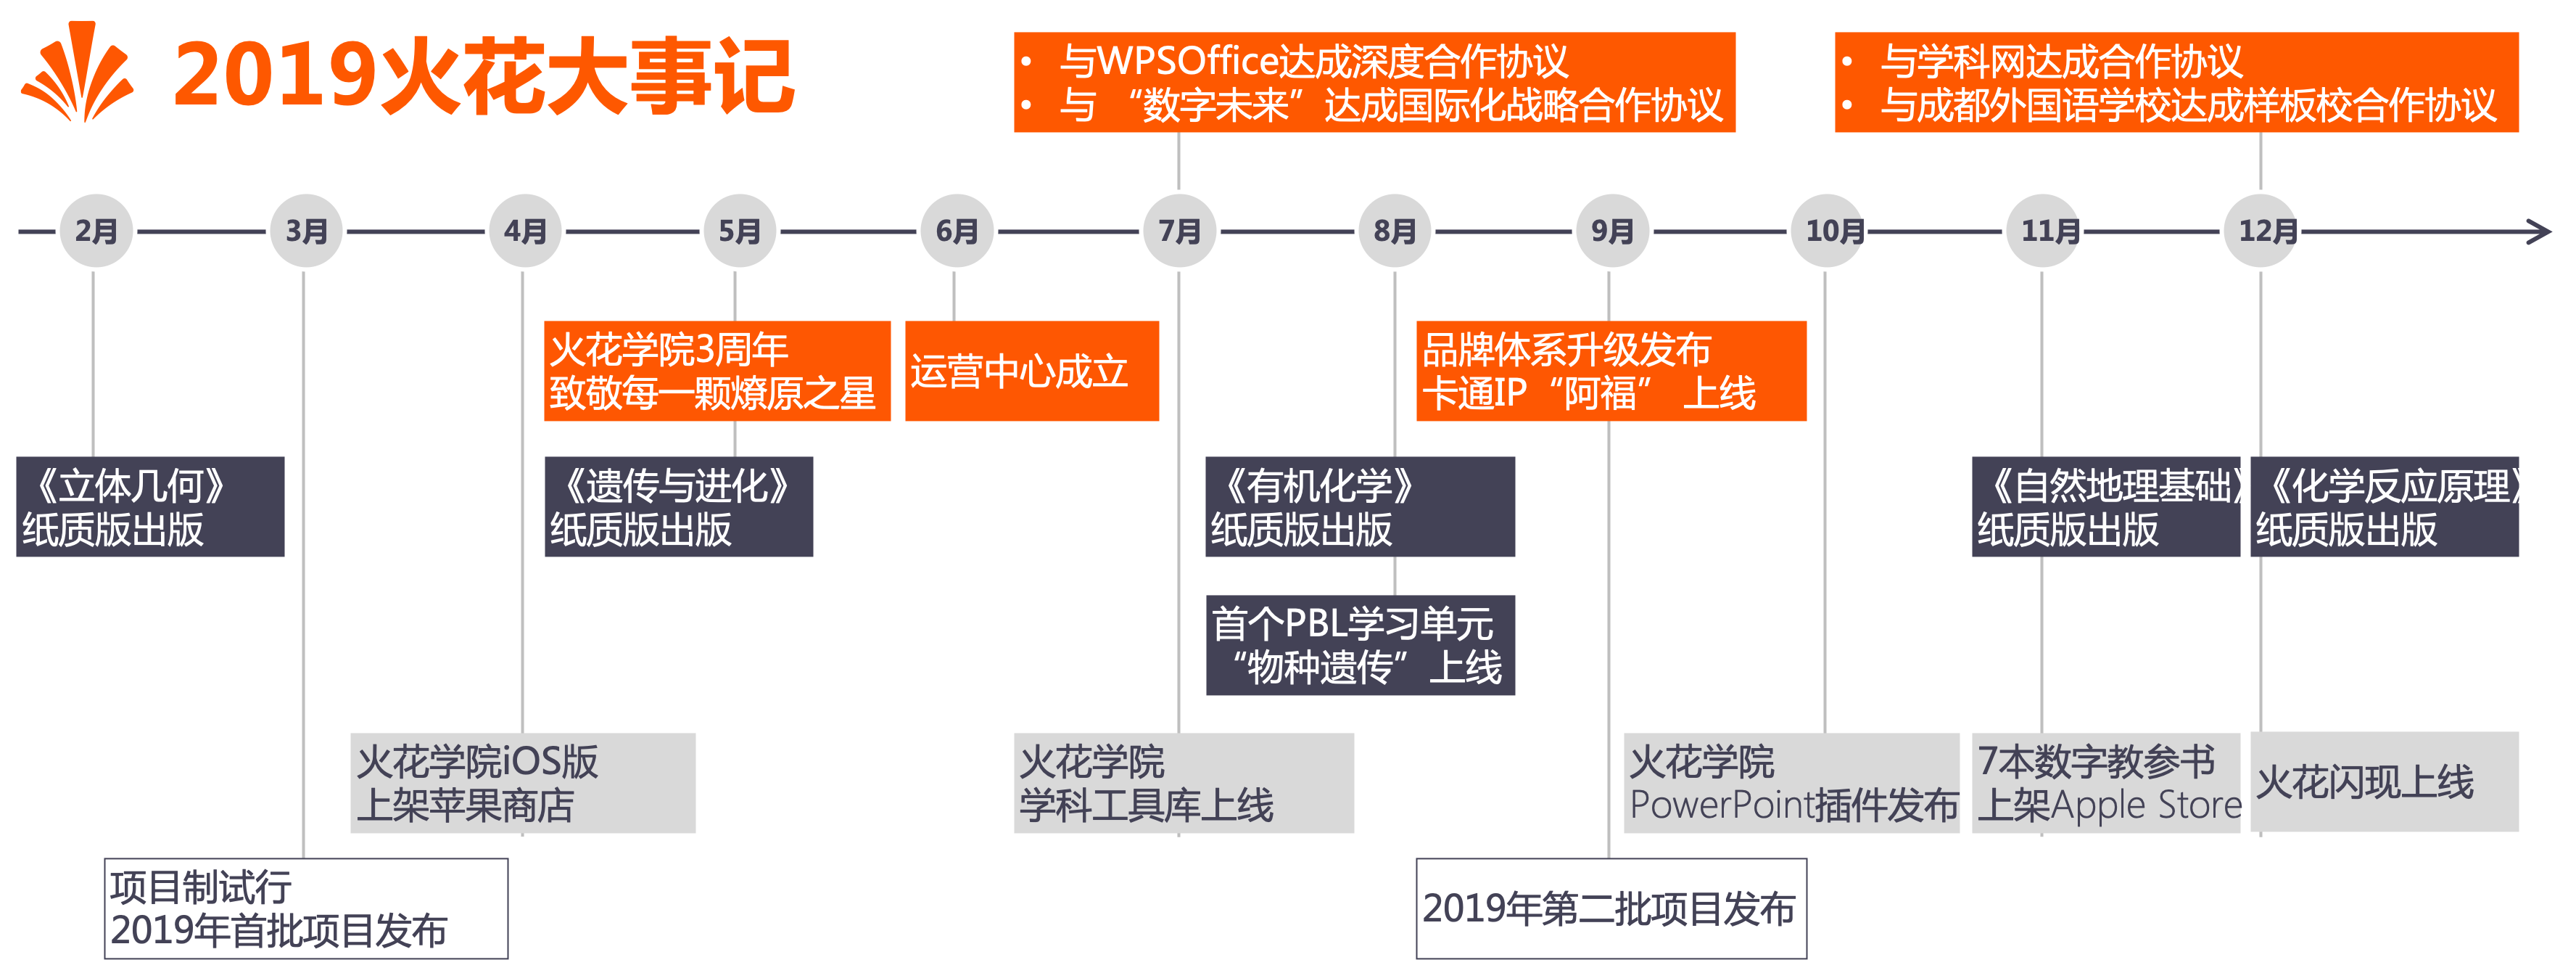 2019火花大事记
• 与WPSOffice达成深度合作协议
• 与 “数字未来” 达成国际化战略合作协议
• 与学科网达成合作协议
• 与成都外国语学校达成样板校合作协议
2月
3月
4月
5月
6月
7月
8月
9月
10月
11月
12月
火花学院3周年
致敬每一颗燎原之星
运营中心成立
品牌体系升级发布
卡通IP “阿福” 上线
《立体几何》
纸质版出版
《遗传与进化》
纸质版出版
《有机化学》
纸质版出版
《自然地理基础》
纸质版出版
《化学反应原理》
纸质版出版
首个PBL学习单元
“物种遗传” 上线
火花学院iOS版
上架苹果商店
火花学院
学科工具库上线
火花学院
PowerPoint插件发布
7本数字教参书
上架Apple Store
火花闪现上线
项目制试行
2019年首批项目发布
2019年第二批项目发布